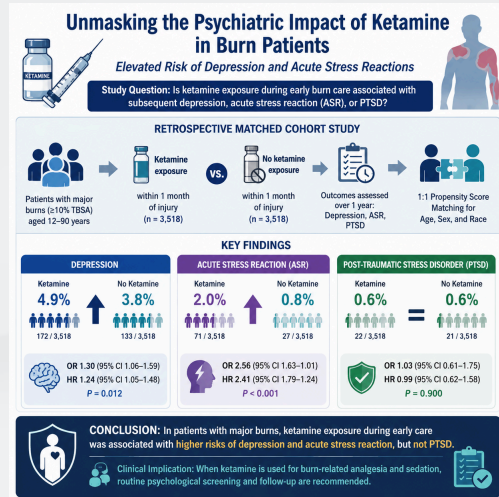 Unmasking the Psychiatric Impact of Ketamine
in Burn Patients
Elevated Risk of Depression and Acute Stress Reactions
KETAMINE
Study Question: Is ketamine exposure during early burn care associated with
subsequent depression, acute stress reaction (ASR), or PTSD?
RETROSPECTIVE MATCHED COHORT STUDY
Patients with major
burns (≥10% TBSA)
aged 12–90 years
Ketamine
exposure
within 1 month
of injury
(n = 3,518)
VS.
No ketamine
exposure
within 1 month
of injury
(n = 3,518)
Outcomes assessed
over 1 year:
Depression, ASR,
PTSD
1:1 Propensity Score
Matching for
Age, Sex, and Race
KEY FINDINGS
DEPRESSION
Ketamine
4.9%
172 / 3,518
No Ketamine
3.8%
133 / 3,518
OR 1.30 (95% CI 1.06–1.59)
HR 1.24 (95% CI 1.05–1.48)
P = 0.012
ACUTE STRESS REACTION (ASR)
Ketamine
2.0%
71 / 3,518
No Ketamine
0.8%
27 / 3,518
OR 2.56 (95% CI 1.63–1.01)
HR 2.41 (95% CI 1.79–1.24)
P < 0.001
POST-TRAUMATIC STRESS DISORDER (PTSD)
Ketamine
0.6%
22 / 3,518
=
No Ketamine
0.6%
21 / 3,518
OR 1.03 (95% CI 0.61–1.75)
HR 0.99 (95% CI 0.62–1.58)
P = 0.900
CONCLUSION: In patients with major burns, ketamine exposure during early care
was associated with higher risks of depression and acute stress reaction, but not PTSD.
Clinical Implication: When ketamine is used for burn-related analgesia and sedation,
routine psychological screening and follow-up are recommended.